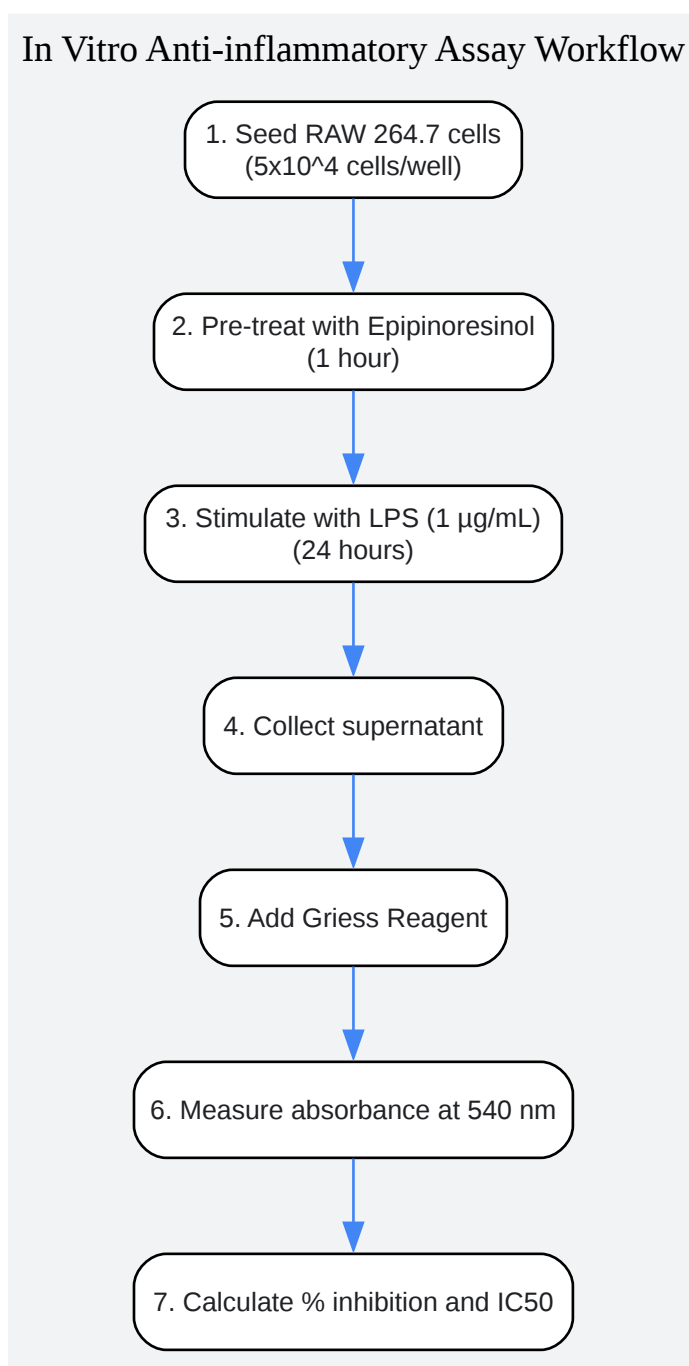 In Vitro Anti-inflammatory Assay Workflow
1. Seed RAW 264.7 cells
(5x10^4 cells/well)
2. Pre-treat with Epipinoresinol
(1 hour)
3. Stimulate with LPS (1 µg/mL)
(24 hours)
4. Collect supernatant
5. Add Griess Reagent
6. Measure absorbance at 540 nm
7. Calculate % inhibition and IC50